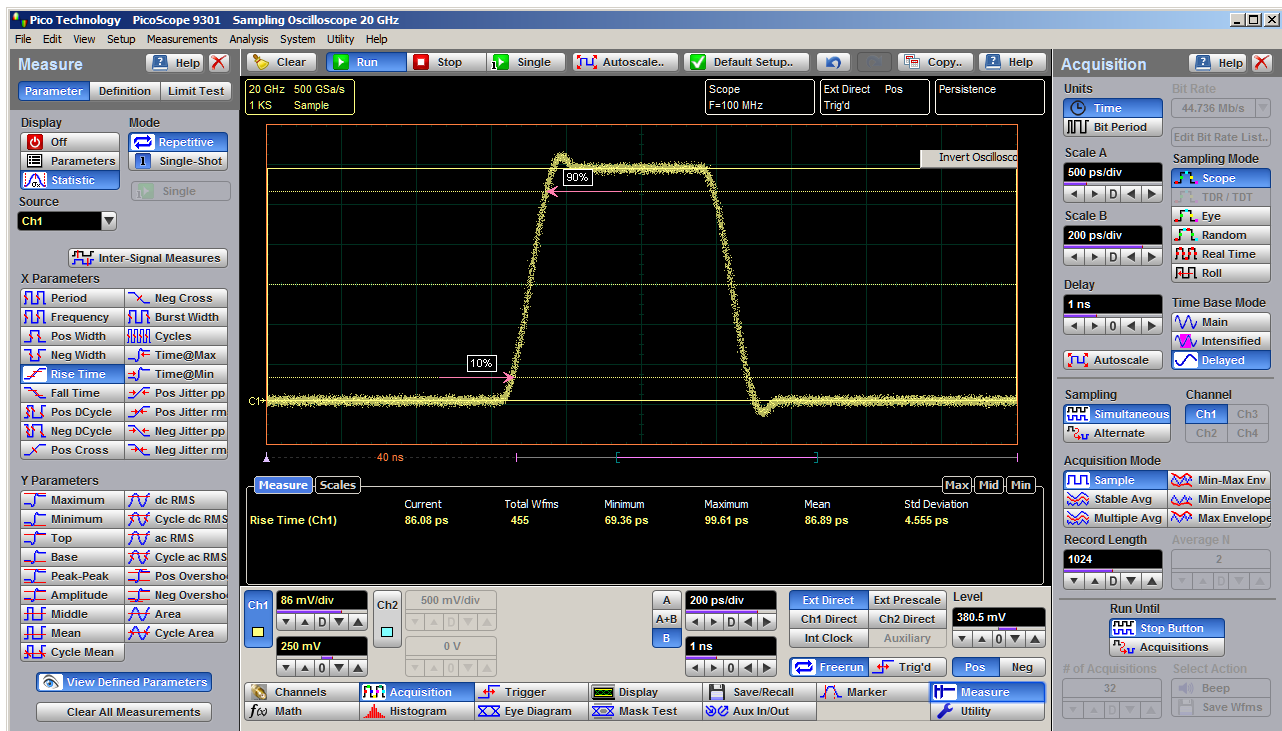 Pico Technology PicoScope 9301 Sampling Oscilloscope 20 GHz
File Edit View Setup Measurements Analysis System Utility Help
Measure Help
Parameter Definition Limit Test
Display Mode
Off Repetitive
Parameters Single-Shot
Statistic
Single
Source
Ch1
Inter-Signal Measures
X Parameters
Period Neg Cross
Frequency Burst Width
Pos Width Cycles
Neg Width Time@Max
Rise Time Time@Min
Fall Time Pos Jitter pp
Pos DCycle Pos Jitter rm
Neg DCycle Neg Jitter pp
Pos Cross Neg Jitter rm
Y Parameters
Maximum dc RMS
Minimum Cycle dc RMS
Top ac RMS
Base Cycle ac RMS
Peak-Peak Pos Oversho
Amplitude Neg Oversho
Middle Area
Mean Cycle Area
Cycle Mean
View Defined Parameters
Clear All Measurements
Clear Run Stop 1 Single Autoscale.. Default Setup.. Copy.. Help
20 GHz 500 GSa/s
1 KS Sample
Scope
F=100 MHz
Ext Direct Pos
Trig'd
Persistence
Invert Oscillosco
90%
10%
C1
40 ns
Measure Scales Max Mid Min
Current Total Wfms Minimum Maximum Mean Std Deviation
Rise Time (Ch1) 86.08 ps 455 69.36 ps 99.61 ps 86.89 ps 4.555 ps
Ch1 86 mV/div Ch2 500 mV/div
D D
250 mV 0 V
0 0
A 200 ps/div
A+B D
B 1 ns
0
Ext Direct Ext Prescale
Ch1 Direct Ch2 Direct
Int Clock Auxiliary
Freerun Trig'd
Level
380.5 mV
0
Pos Neg
Channels Acquisition Trigger Display Save/Recall Marker Measure
f(x) Math Histogram Eye Diagram Mask Test Aux In/Out Utility
Acquisition Help
Units Bit Rate
Time 44.736 Mb/s
Bit Period Edit Bit Rate List..
Scale A
500 ps/div
D
Scale B
200 ps/div
D
Delay
1 ns
0
Autoscale
Sampling Mode
Scope
TDR / TDT
Eye
Random
Real Time
Roll
Time Base Mode
Main
Intensified
Delayed
Sampling Channel
Simultaneous Ch1 Ch3
Alternate Ch2 Ch4
Acquisition Mode
Sample Min-Max Env
Stable Avg Min Envelope
Multiple Avg Max Envelope
Record Length Average N
1024 2
D D
Run Until
Stop Button
Acquisitions
# of Acquisitions Select Action
32 Beep
D Save Wfms